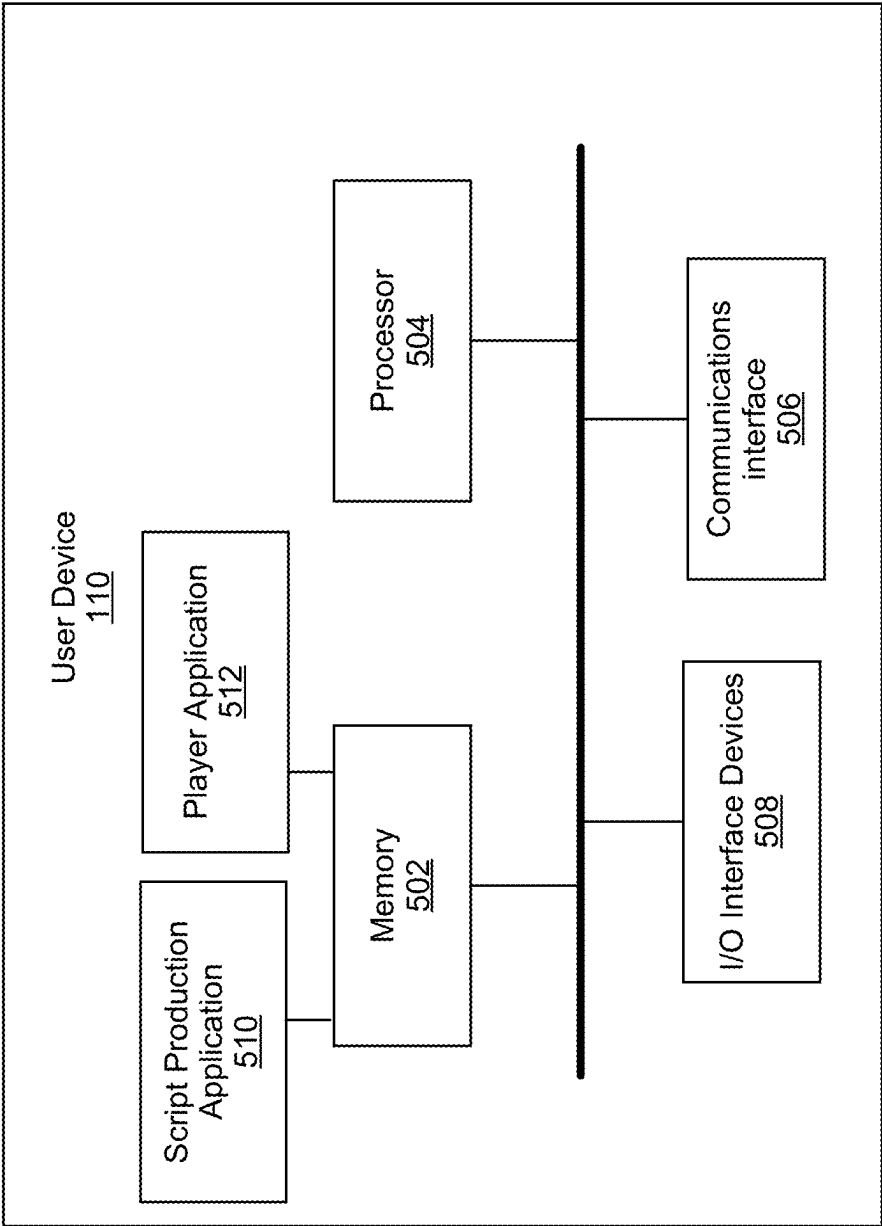 User Device
110
Script Production
Application
510
Player Application
512
Memory
502
Processor
504
I/O Interface Devices
508
Communications
interface
506